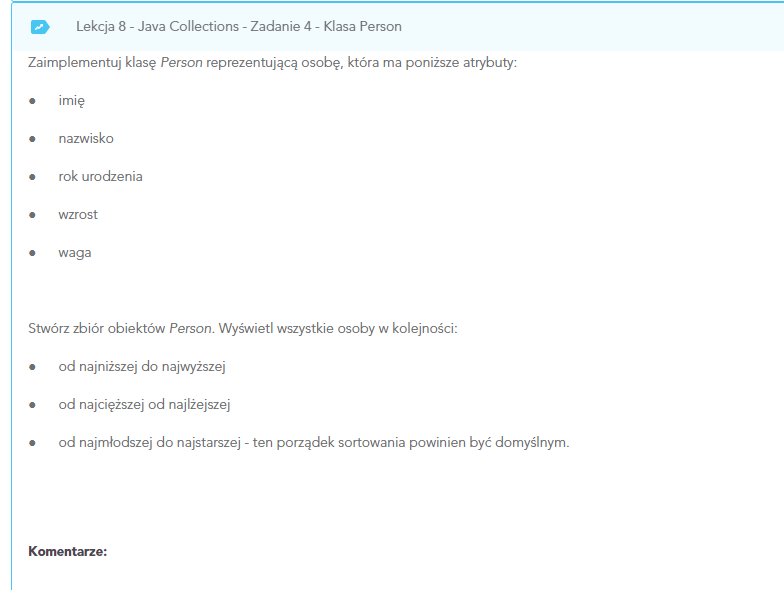 Lekcja 8 - Java Collections - Zadanie 4 - Klasa Person
Zaimplementuj klasę Person reprezentującą osobę, która ma poniższe atrybuty:
● imię
● nazwisko
● rok urodzenia
● wzrost
● waga
Stwórz zbiór obiektów Person. Wyświetl wszystkie osoby w kolejności:
● od najniższej do najwyższej
● od najcięższej od najlżejszej
● od najmłodszej do najstarszej - ten porządek sortowania powinien być domyślnym.
Komentarze: